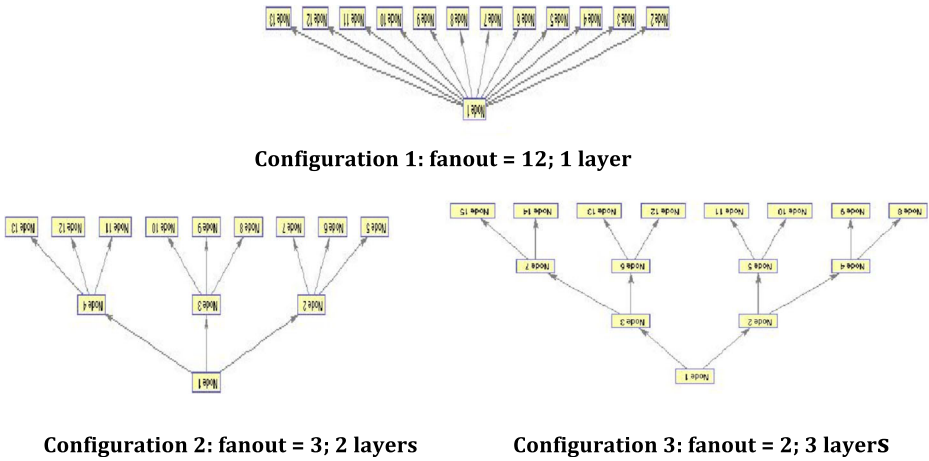 Node 13 Node 12 Node 11 Node 10 Node 9 Node 8 Node 7 Node 6 Node 5 Node 4 Node 3 Node 2
Node 1
Configuration 1: fanout = 12; 1 layer
Node 13 Node 12 Node 11 Node 10 Node 9 Node 8 Node 7 Node 6 Node 5
Node 4 Node 3 Node 2
Node 1
Configuration 2: fanout = 3; 2 layers
Node 15 Node 14 Node 13 Node 12 Node 11 Node 10 Node 9 Node 8
Node 7 Node 6 Node 5 Node 4
Node 3 Node 2
Node 1
Configuration 3: fanout = 2; 3 layers